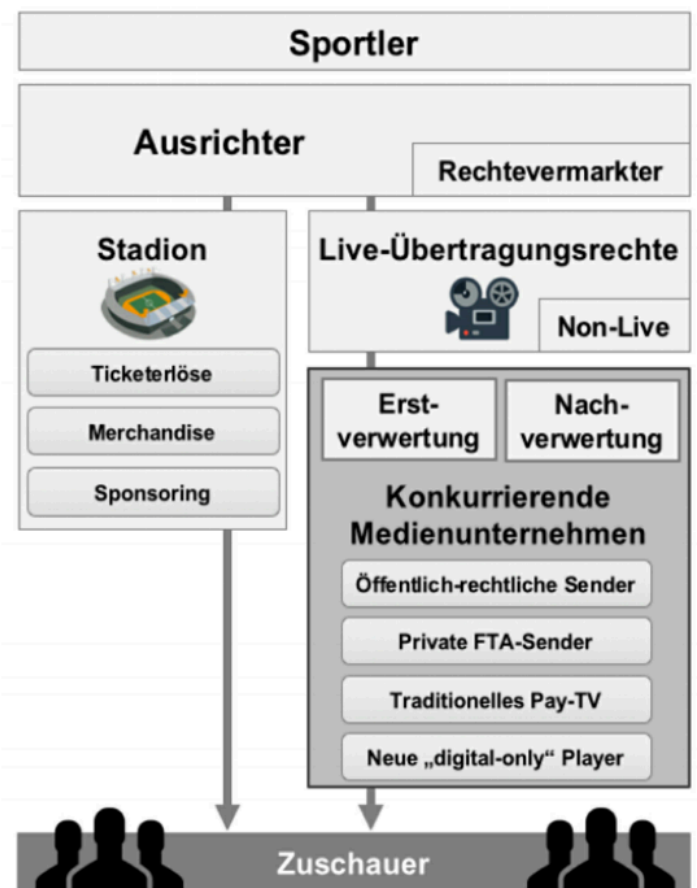 Sportler
Ausrichter
Rechtevermarkter
Stadion
Ticketerlöse
Merchandise
Sponsoring
Live-Übertragungsrechte
Non-Live
Erst-
verwertung
Nach-
verwertung
Konkurrierende
Medienunternehmen
Öffentlich-rechtliche Sender
Private FTA-Sender
Traditionelles Pay-TV
Neue „digital-only“ Player
Zuschauer